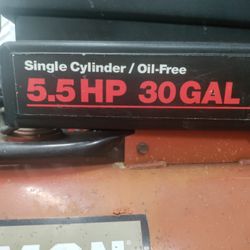 Single Cylinder / Oil-Free
5.5 HP 30 GAL